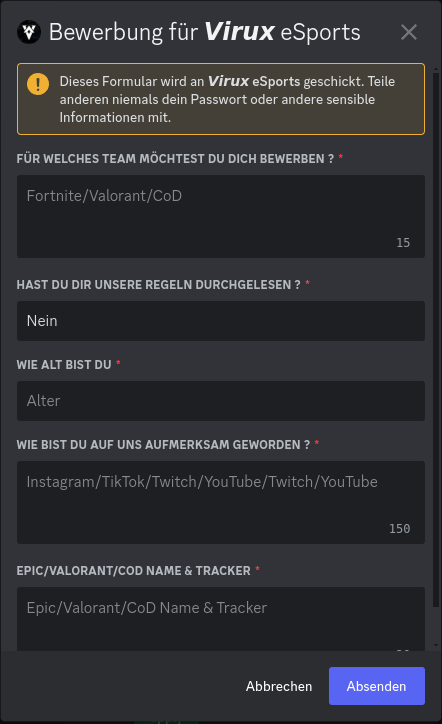 Bewerbung für Virux eSports
Dieses Formular wird an Virux eSports geschickt. Teile
anderen niemals dein Passwort oder andere sensible
Informationen mit.
FÜR WELCHES TEAM MÖCHTEST DU DICH BEWERBEN ? *
Fortnite/Valorant/CoD
15
HAST DU DIR UNSERE REGELN DURCHGELESEN ? *
Nein
WIE ALT BIST DU *
Alter
WIE BIST DU AUF UNS AUFMERKSAM GEWORDEN ? *
Instagram/TikTok/Twitch/YouTube/Twitch/YouTube
150
EPIC/VALORANT/COD NAME & TRACKER *
Epic/Valorant/CoD Name & Tracker
Abbrechen
Absenden